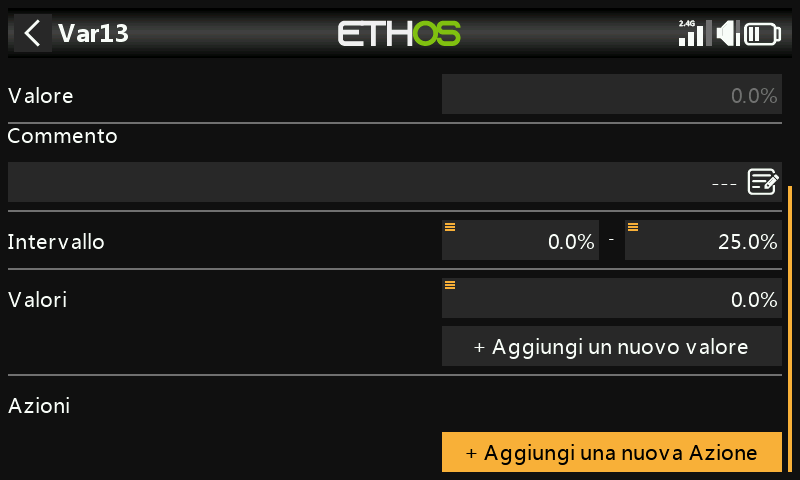 Var13
ETHOS
2.4G
Valore
0.0%
Commento
---
Intervallo
0.0% - 25.0%
Valori
0.0%
+ Aggiungi un nuovo valore
Azioni
+ Aggiungi una nuova Azione